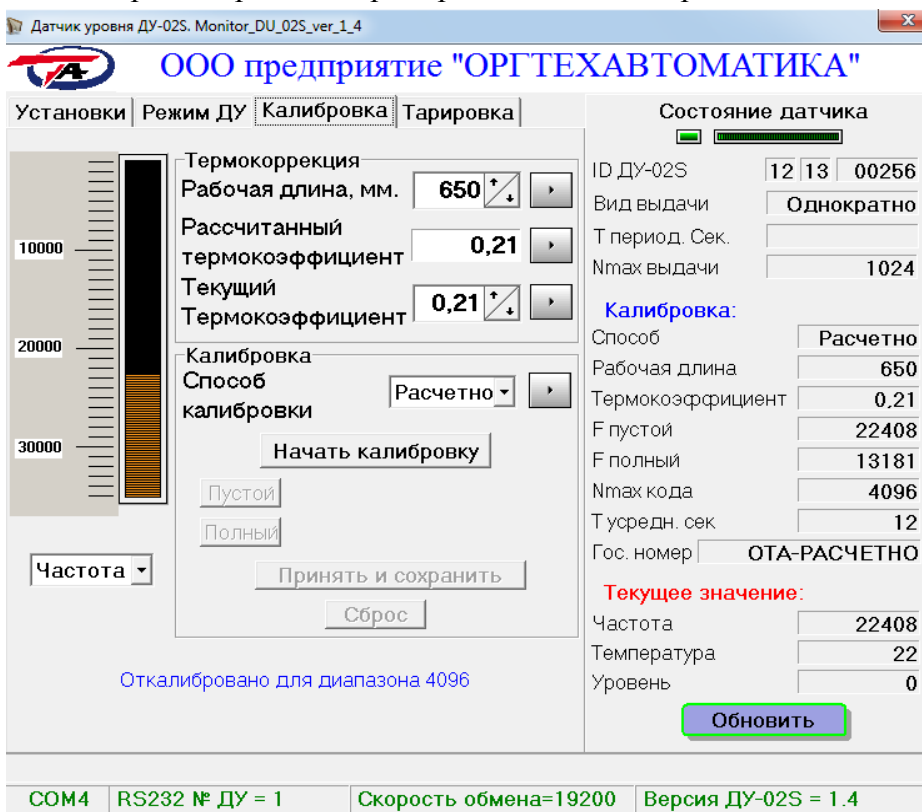 Датчик уровня ДУ-02S. Monitor_DU_02S_ver_1_4
ООО предприятие "ОРГТЕХАВТОМАТИКА"
Установки Режим ДУ Калибровка Тарировка
10000
20000
30000
Частота
Термокоррекция
Рабочая длина, мм. 650
Рассчитанный
термокоэффициент 0,21
Текущий
Термокоэффициент 0,21
Калибровка
Способ
калибровки Расчетно
Начать калибровку
Пустой
Полный
Принять и сохранить
Сброс
Откалибровано для диапазона 4096
Состояние датчика
ID ДУ-02S 12 13 00256
Вид выдачи Однократно
Т период. Сек.
Nmax выдачи 1024
Калибровка:
Способ Расчетно
Рабочая длина 650
Термокоэффициент 0,21
F пустой 22408
F полный 13181
Nmax кода 4096
Т усредн. сек 12
Гос. номер ОТА-РАСЧЕТНО
Текущее значение:
Частота 22408
Температура 22
Уровень 0
Обновить
COM4 RS232 № ДУ = 1 Скорость обмена=19200 Версия ДУ-02S = 1.4